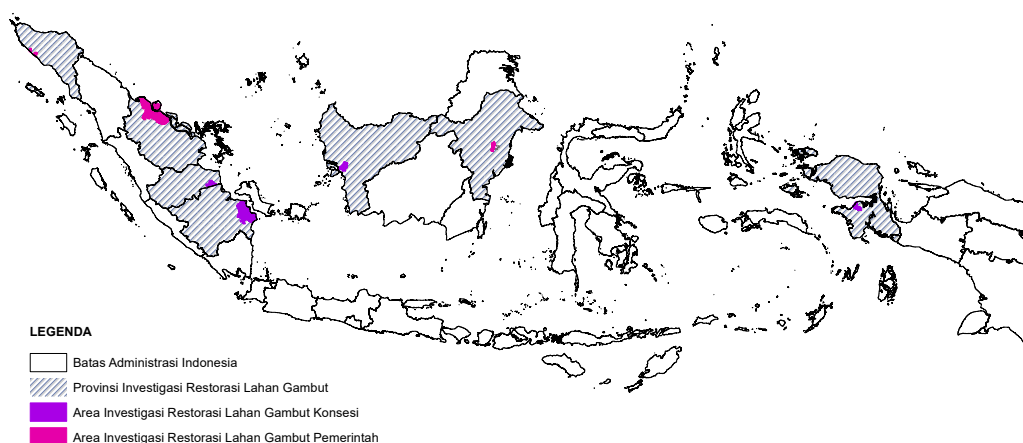 LEGENDA
Batas Administrasi Indonesia
Provinsi Investigasi Restorasi Lahan Gambut
Area Investigasi Restorasi Lahan Gambut Konsesi
Area Investigasi Restorasi Lahan Gambut Pemerintah